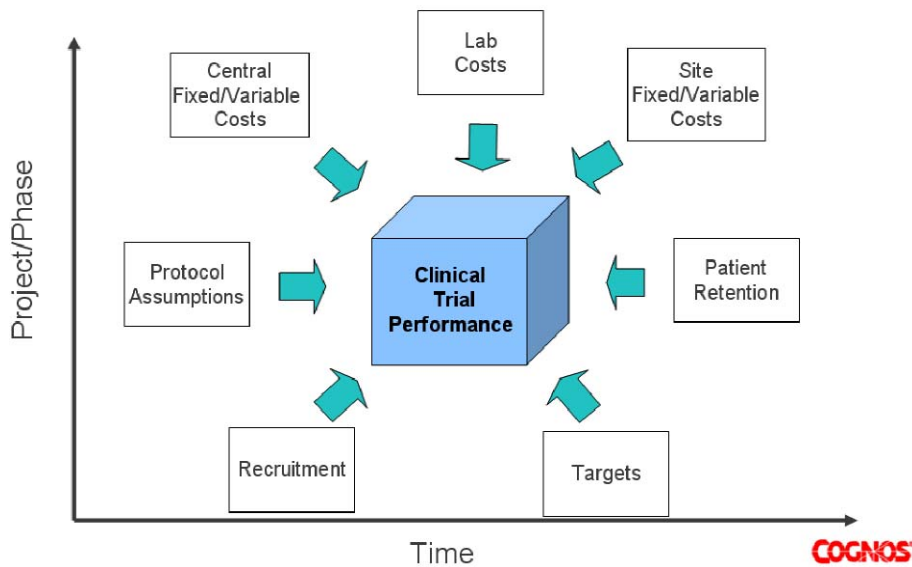 Lab
Costs
Central
Fixed/Variable
Costs
Site
Fixed/Variable
Costs
Project/Phase
Protocol
Assumptions
Clinical
Trial
Performance
Patient
Retention
Recruitment
Targets
Time
COGNOS